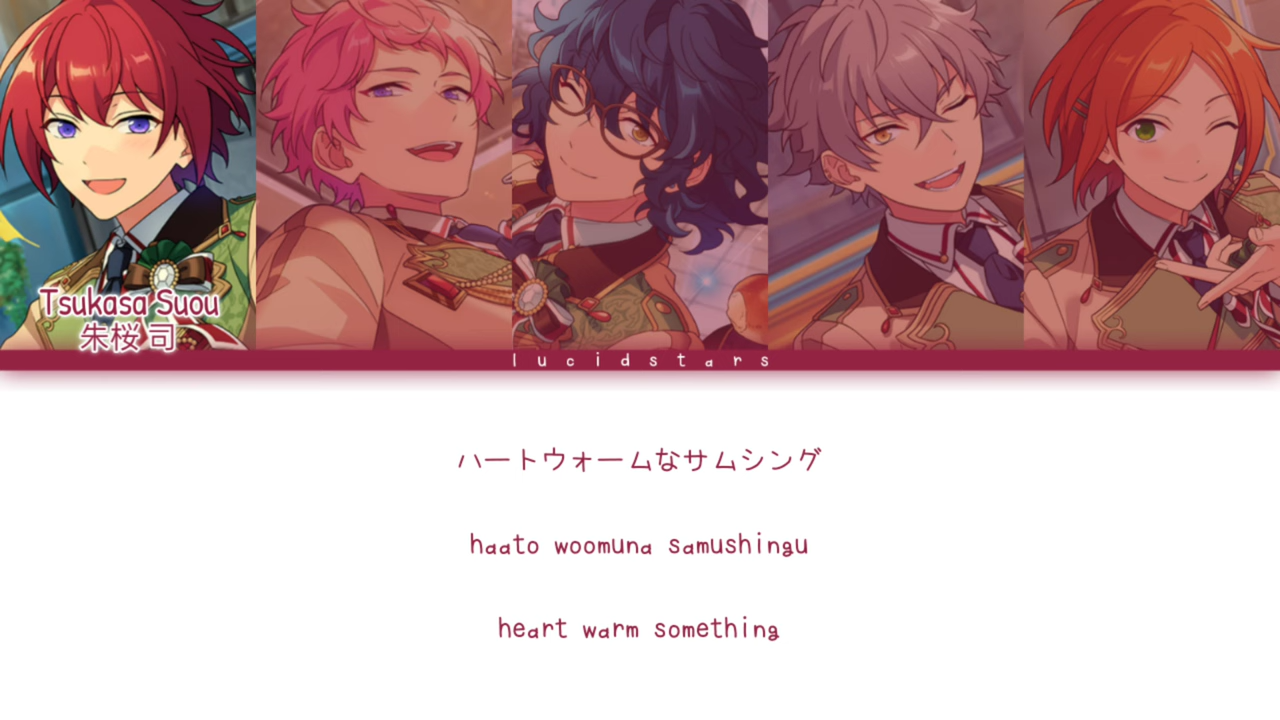 Tsukasa Suou
朱桜 司
lucidstars
ハートウォームなサムシング
haato woomuna samushingu
heart warm something